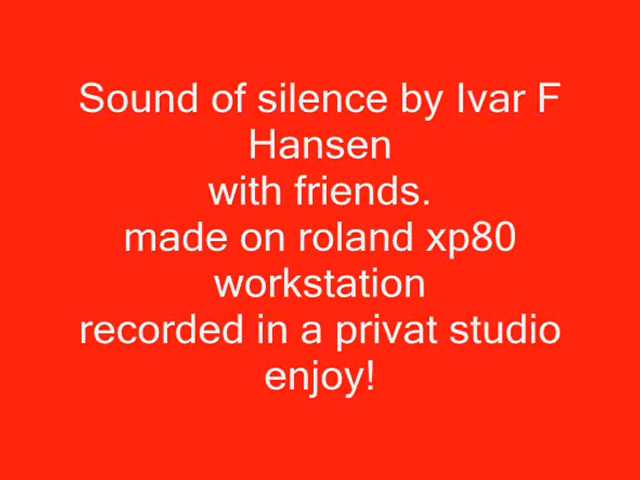 Sound of silence by Ivar F
Hansen
with friends.
made on roland xp80
workstation
recorded in a privat studio
enjoy!